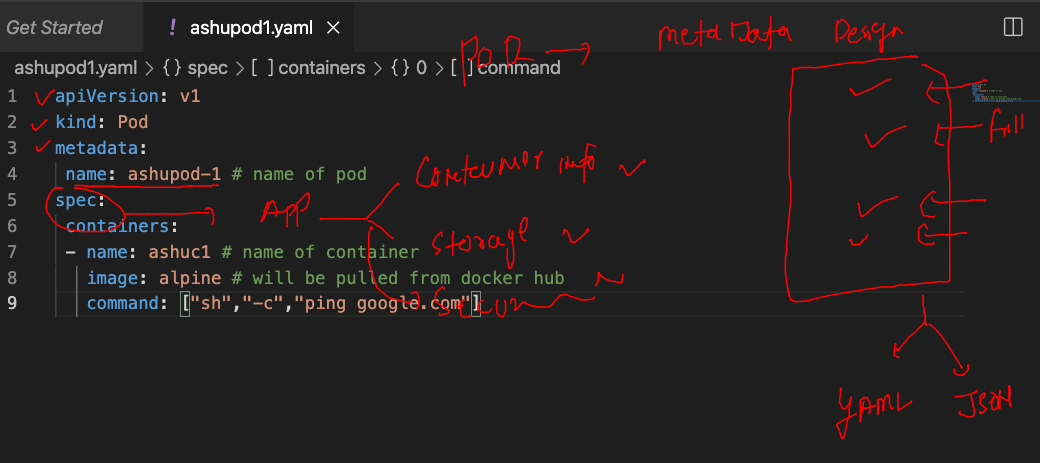 Get Started
! ashupod1.yaml ×
ashupod1.yaml > {} spec > [ ] containers > {} 0 > [ ] command
POD → metaData Design
1 apiVersion: v1
2 kind: Pod
3 metadata:
4 name: ashupod-1 # name of pod
5 spec:
6 containers:
7 - name: ashuc1 # name of container
8 image: alpine # will be pulled from docker hub
9 command: ["sh","-c","ping google.com"]
App
Container info
Storage
fill
YAML JSON